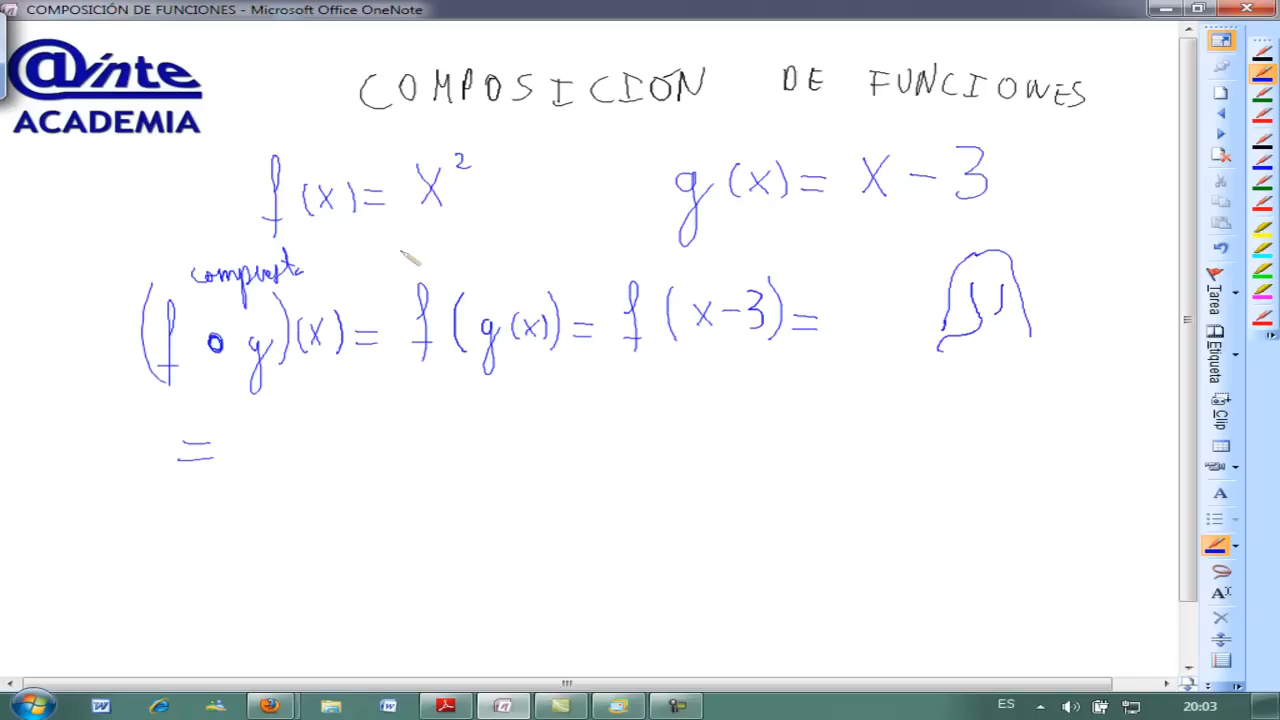 COMPOSICIÓN DE FUNCIONES - Microsoft Office OneNote
@inte
ACADEMIA
COMPOSICION DE FUNCIONES
f(x) = x² g(x) = x - 3
compuesta
(f o g)(x) = f(g(x)) = f(x-3) =
=
Tarea
Etiqueta
Clip
ES 20:03